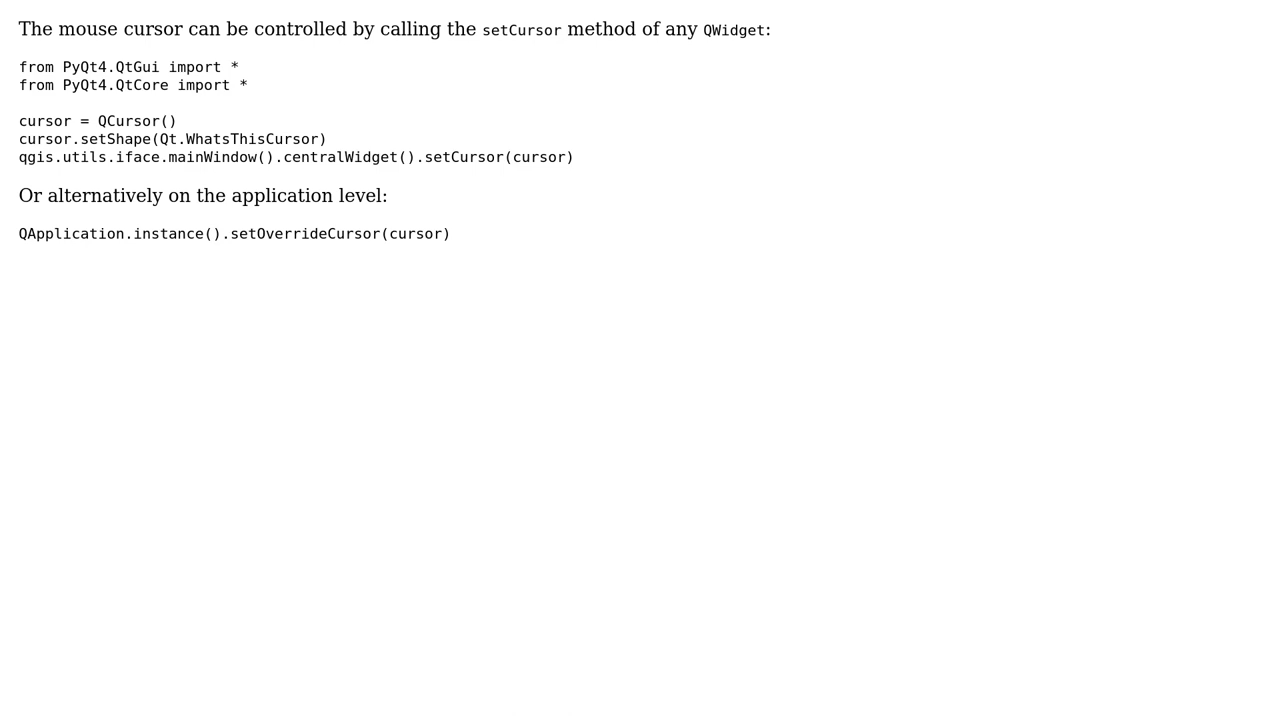 The mouse cursor can be controlled by calling the setCursor method of any QWidget:
from PyQt4.QtGui import *
from PyQt4.QtCore import *
cursor = QCursor()
cursor.setShape(Qt.WhatsThisCursor)
qgis.utils.iface.mainWindow().centralWidget().setCursor(cursor)
Or alternatively on the application level:
QApplication.instance().setOverrideCursor(cursor)